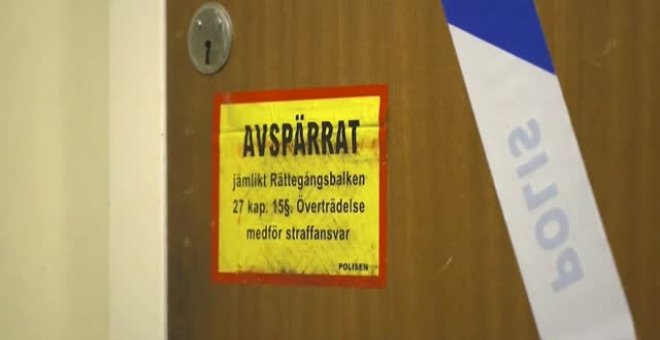 AVSPÄRRAT
jämlikt Rättegångsbalken
27 kap. 15§. Överträdelse
medför straffansvar
POLISEN
POLIS